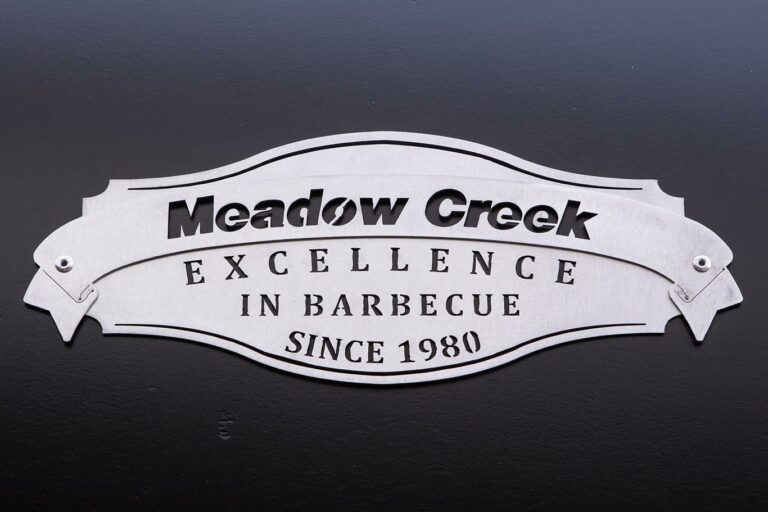 Meadow Creek
EXCELLENCE
IN BARBECUE
SINCE 1980